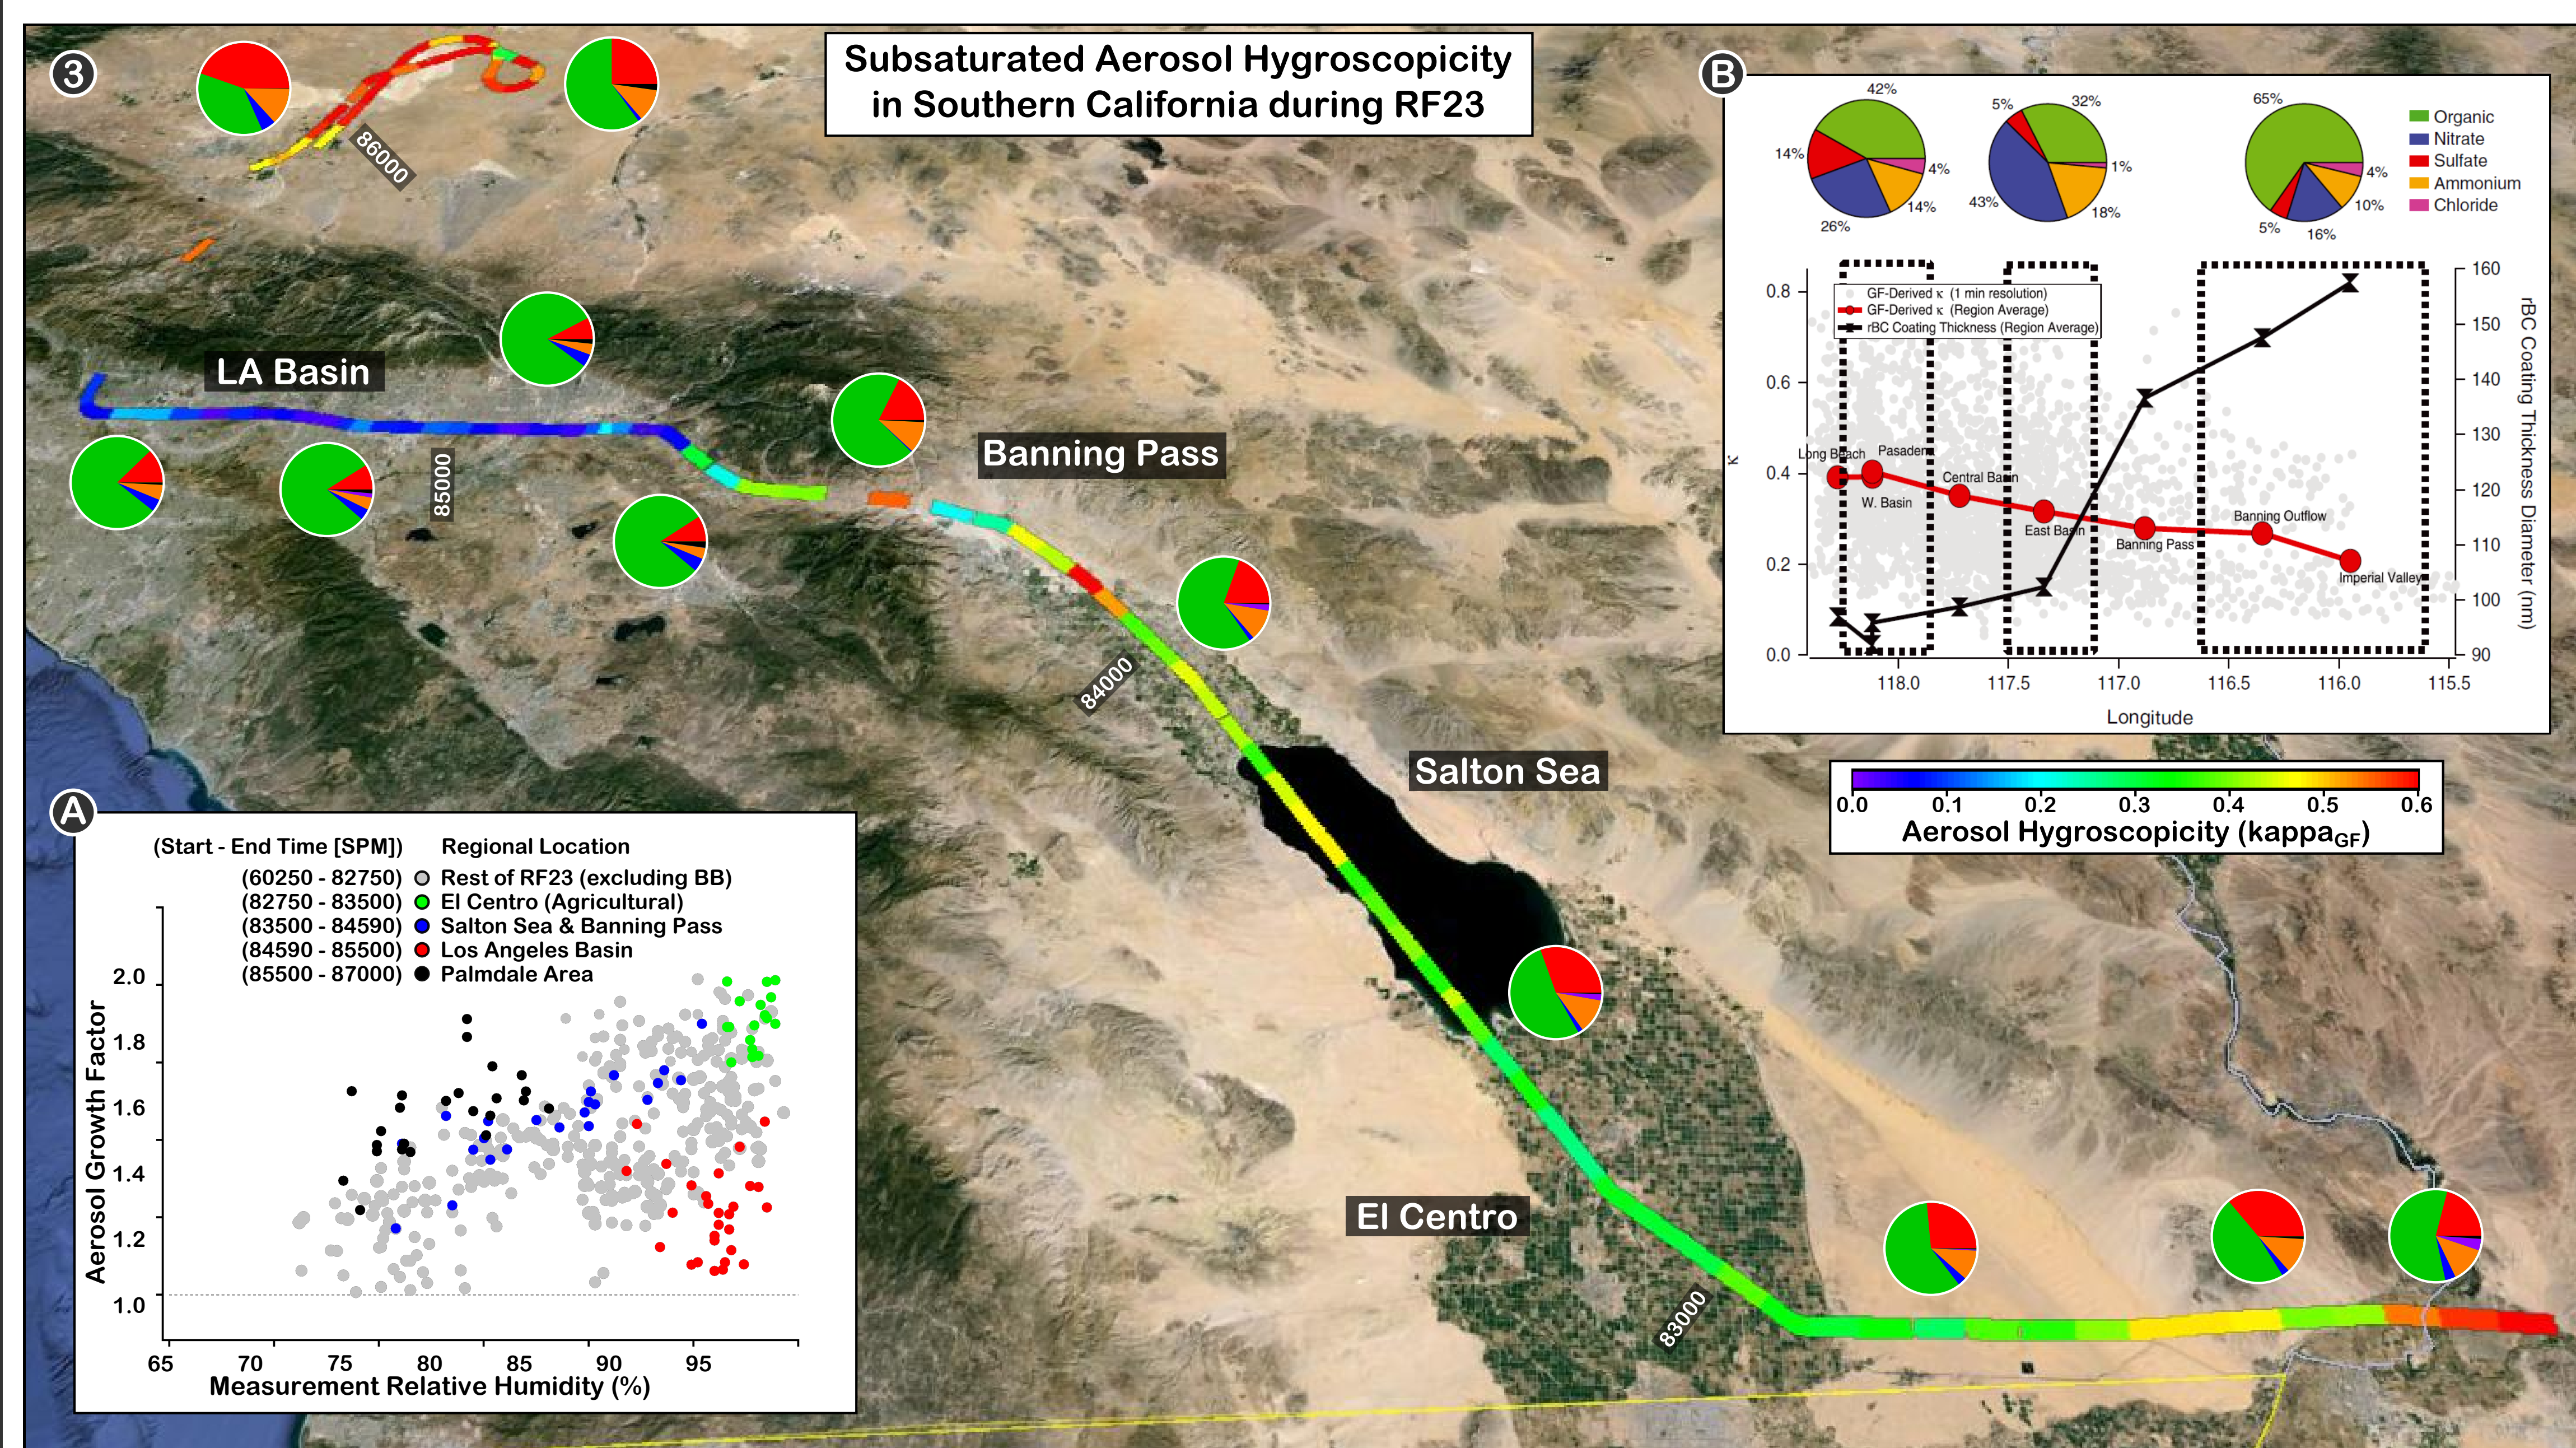 3
Subsaturated Aerosol Hygroscopicity
in Southern California during RF23
86000
LA Basin
85000
Banning Pass
84000
Salton Sea
El Centro
83000
B
42%
14%
26%
14%
4%
5%
32%
43%
18%
1%
65%
5%
16%
10%
4%
Organic
Nitrate
Sulfate
Ammonium
Chloride
GF-Derived κ (1 min resolution)
GF-Derived κ (Region Average)
rBC Coating Thickness (Region Average)
0.8
0.6
0.4
0.2
0.0
κ
160
150
140
130
120
110
100
90
rBC Coating Thickness Diameter (nm)
Long Beach
Pasadena
W. Basin
Central Basin
East Basin
Banning Pass
Banning Outflow
Imperial Valley
118.0 117.5 117.0 116.5 116.0 115.5
Longitude
0.0 0.1 0.2 0.3 0.4 0.5 0.6
Aerosol Hygroscopicity (kappaGF)
A
(Start - End Time [SPM]) Regional Location
(60250 - 82750) Rest of RF23 (excluding BB)
(82750 - 83500) El Centro (Agricultural)
(83500 - 84590) Salton Sea & Banning Pass
(84590 - 85500) Los Angeles Basin
(85500 - 87000) Palmdale Area
2.0
1.8
1.6
1.4
1.2
1.0
Aerosol Growth Factor
65 70 75 80 85 90 95
Measurement Relative Humidity (%)